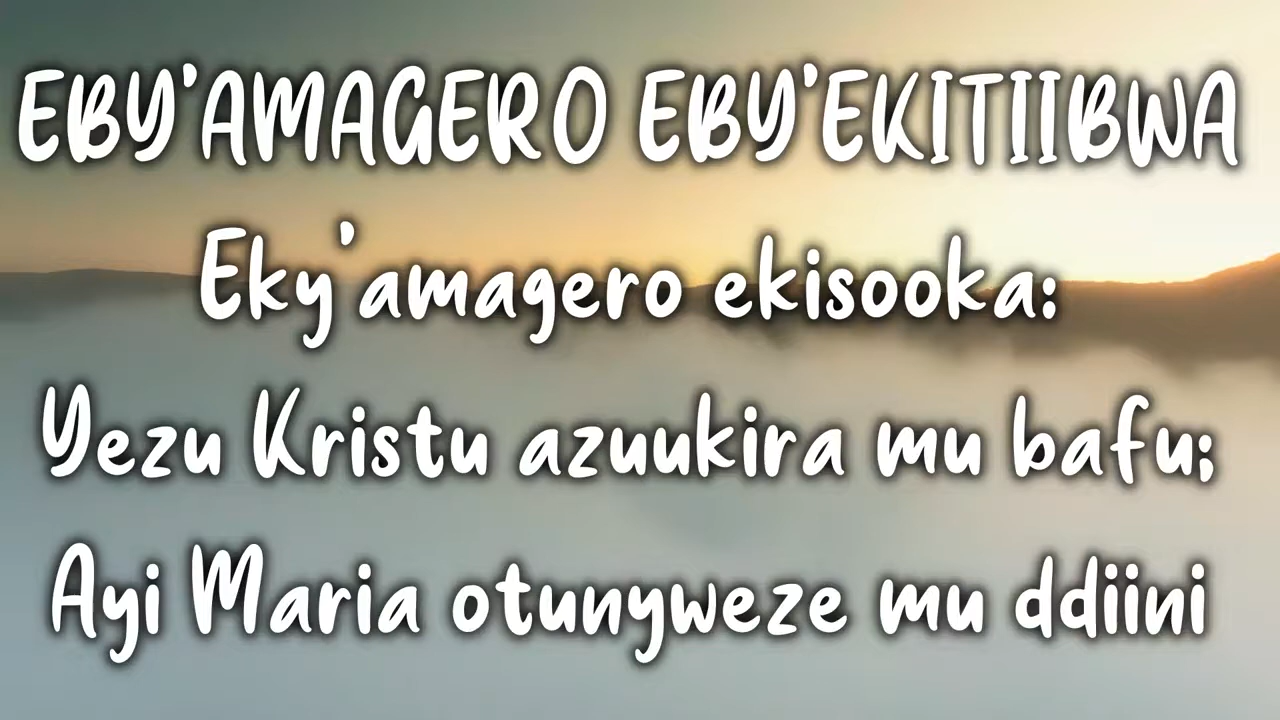 EBY'AMAGERO EBY'EKITIIBWA
Eky'amagero ekisooka:
Yezu Kristu azuukira mu bafu;
Ayi Maria otunyweze mu ddiini